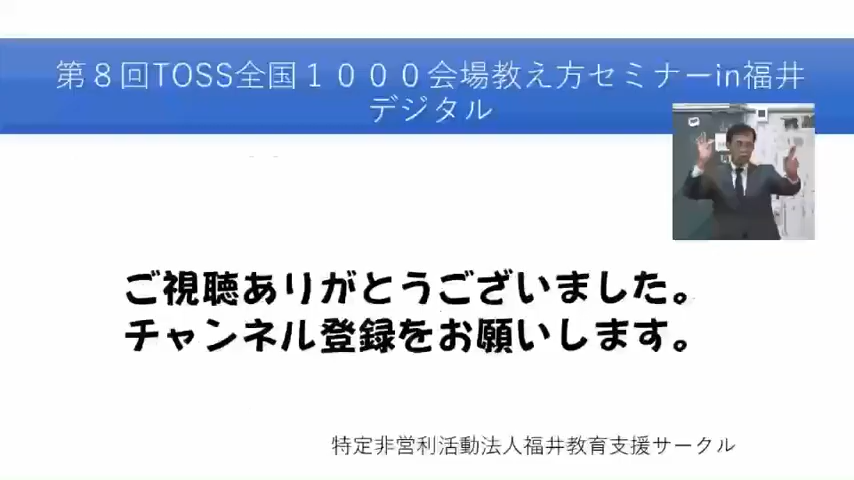 第８回TOSS全国１０００会場教え方セミナーin福井
デジタル
ご視聴ありがとうございました。
チャンネル登録をお願いします。
特定非営利活動法人福井教育支援サークル